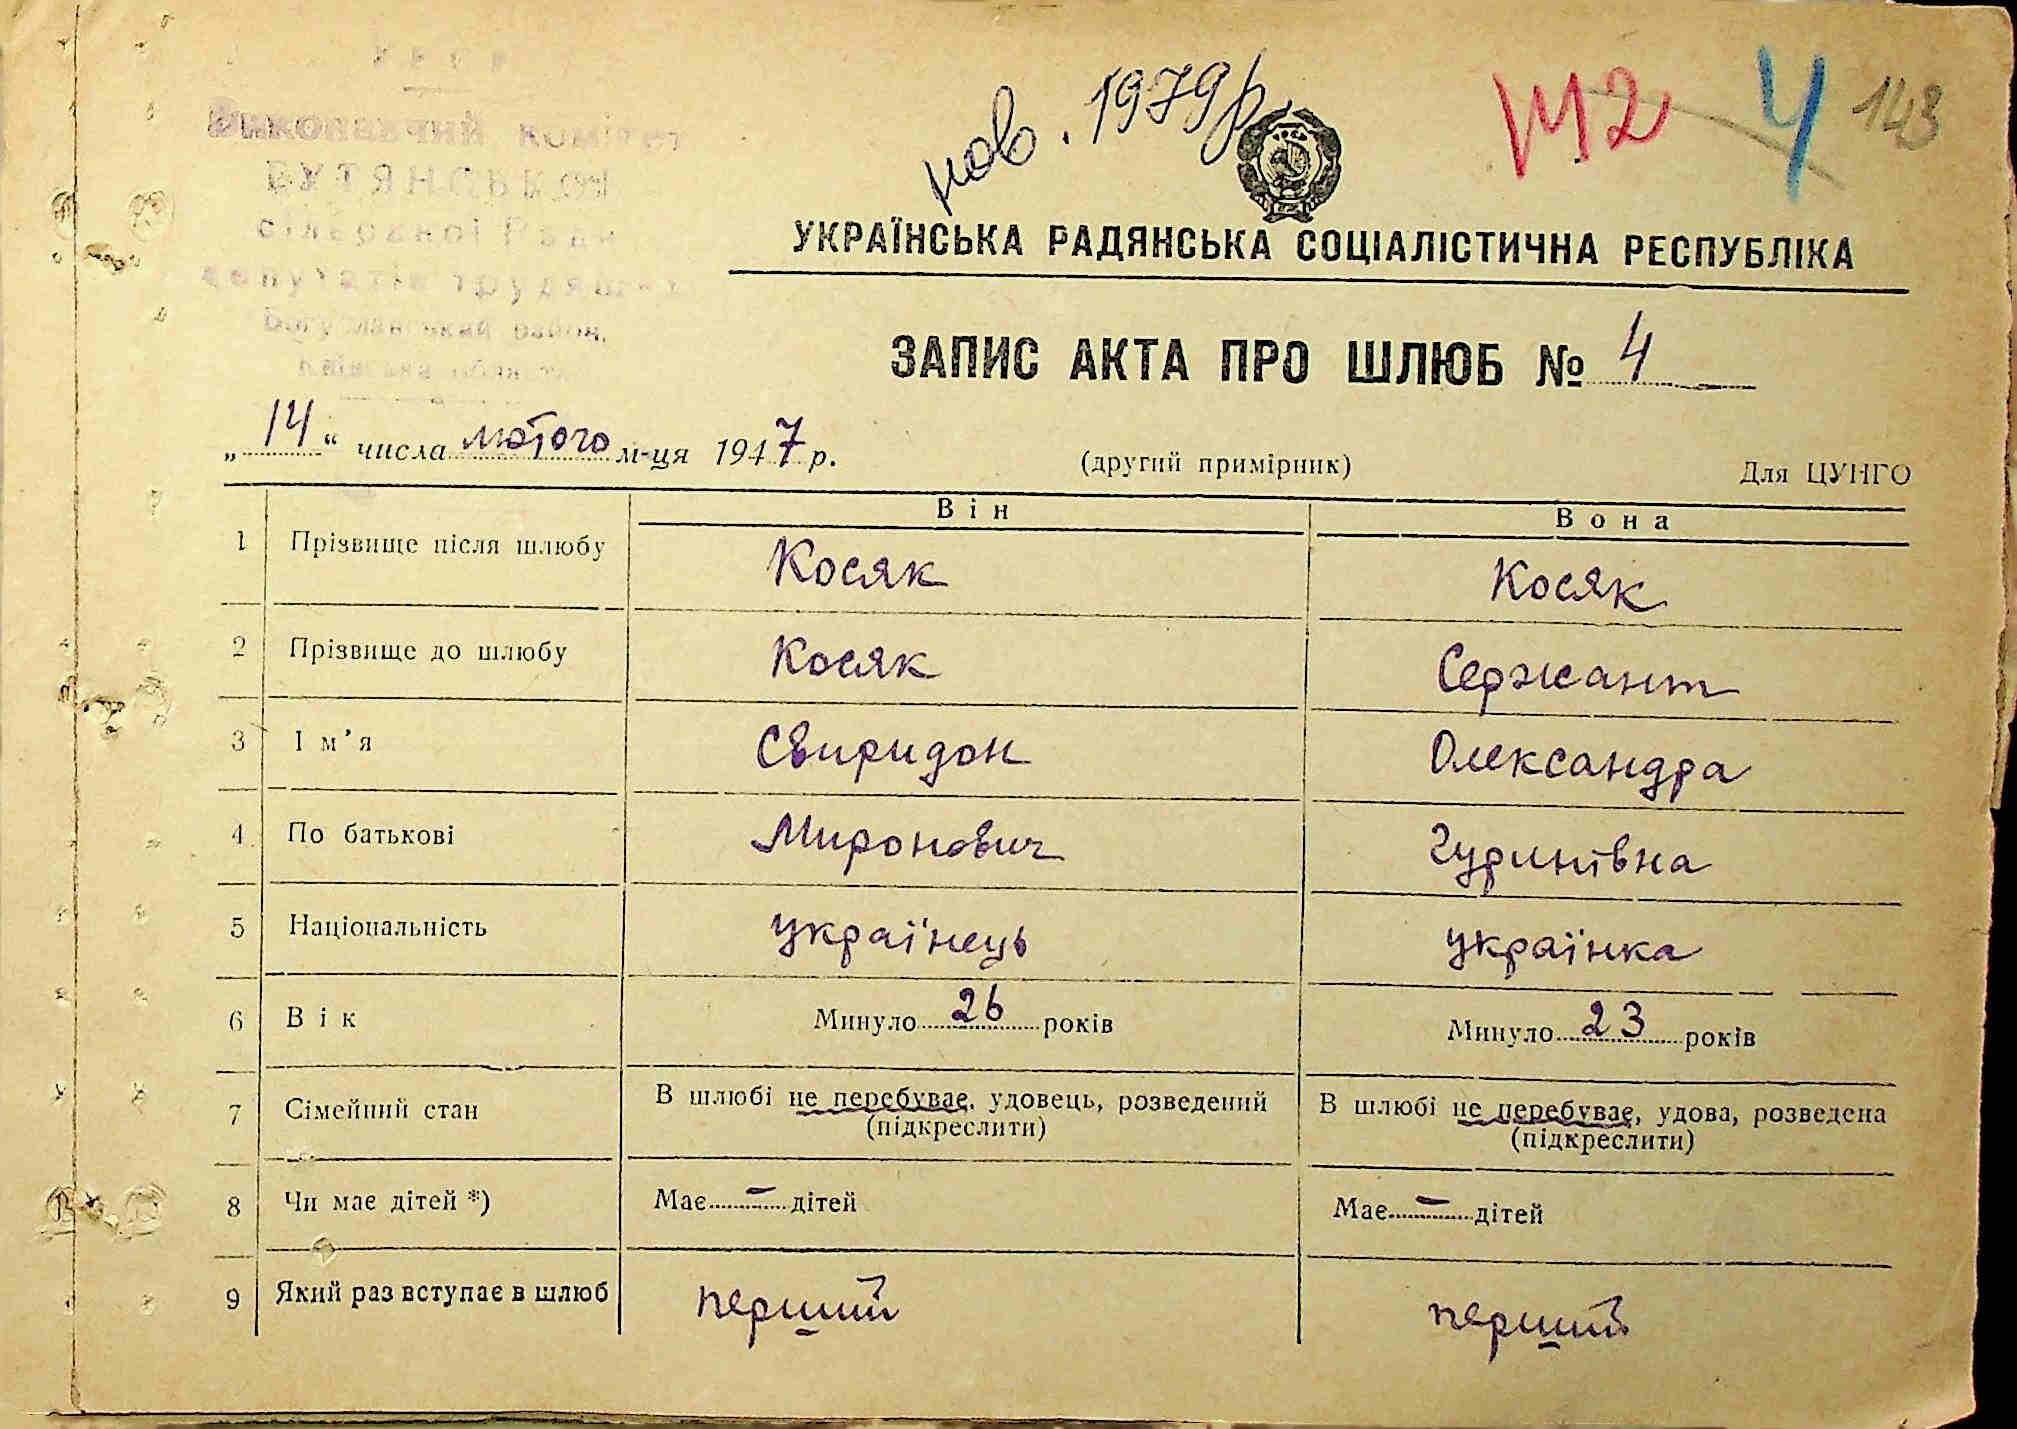 УРСР
Виконавчий комітет
сільської Ради
депутатів трудящих
Богуславський район,
Київська область
пов. 1979 р.
М2 4 143
УКРАЇНСЬКА РАДЯНСЬКА СОЦІАЛІСТИЧНА РЕСПУБЛІКА
ЗАПИС АКТА ПРО ШЛЮБ № 4
„14“ числа лютого м-ця 1947 р. (другий примірник) Для ЦУНГО
Він Вона
1 Прізвище після шлюбу Косяк Косяк
2 Прізвище до шлюбу Косяк Сержант
3 Ім’я Свиридон Олександра
4. По батькові Миронович Гуринівна
5 Національність українець українка
6 Вік Минуло 26 років Минуло 23 років
7 Сімейний стан В шлюбі не перебуває, удовець, розведений (підкреслити) В шлюбі не перебуває, удова, розведена (підкреслити)
8 Чи має дітей *) Має – дітей Має – дітей
9 Який раз вступає в шлюб перший перший